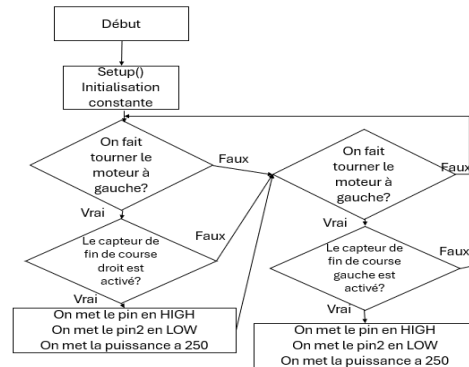 Début
Setup()
Initialisation
constante
On fait
tourner le
moteur à
gauche?
Faux
Vrai
Le capteur de
fin de course
droit est
activé?
Faux
Vrai
On met le pin en HIGH
On met le pin2 en LOW
On met la puissance a 250
On fait
tourner le
moteur à
gauche?
Faux
Vrai
Le capteur de
fin de course
gauche est
activé?
Faux
Vrai
On met le pin en HIGH
On met le pin2 en LOW
On met la puissance a 250